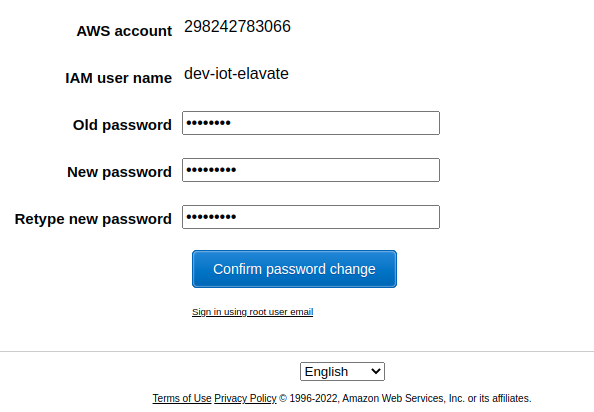 AWS account 298242783066
IAM user name dev-iot-elavate
Old password ••••••••
New password •••••••••
Retype new password •••••••••
Confirm password change
Sign in using root user email
English
Terms of Use Privacy Policy © 1996-2022, Amazon Web Services, Inc. or its affiliates.